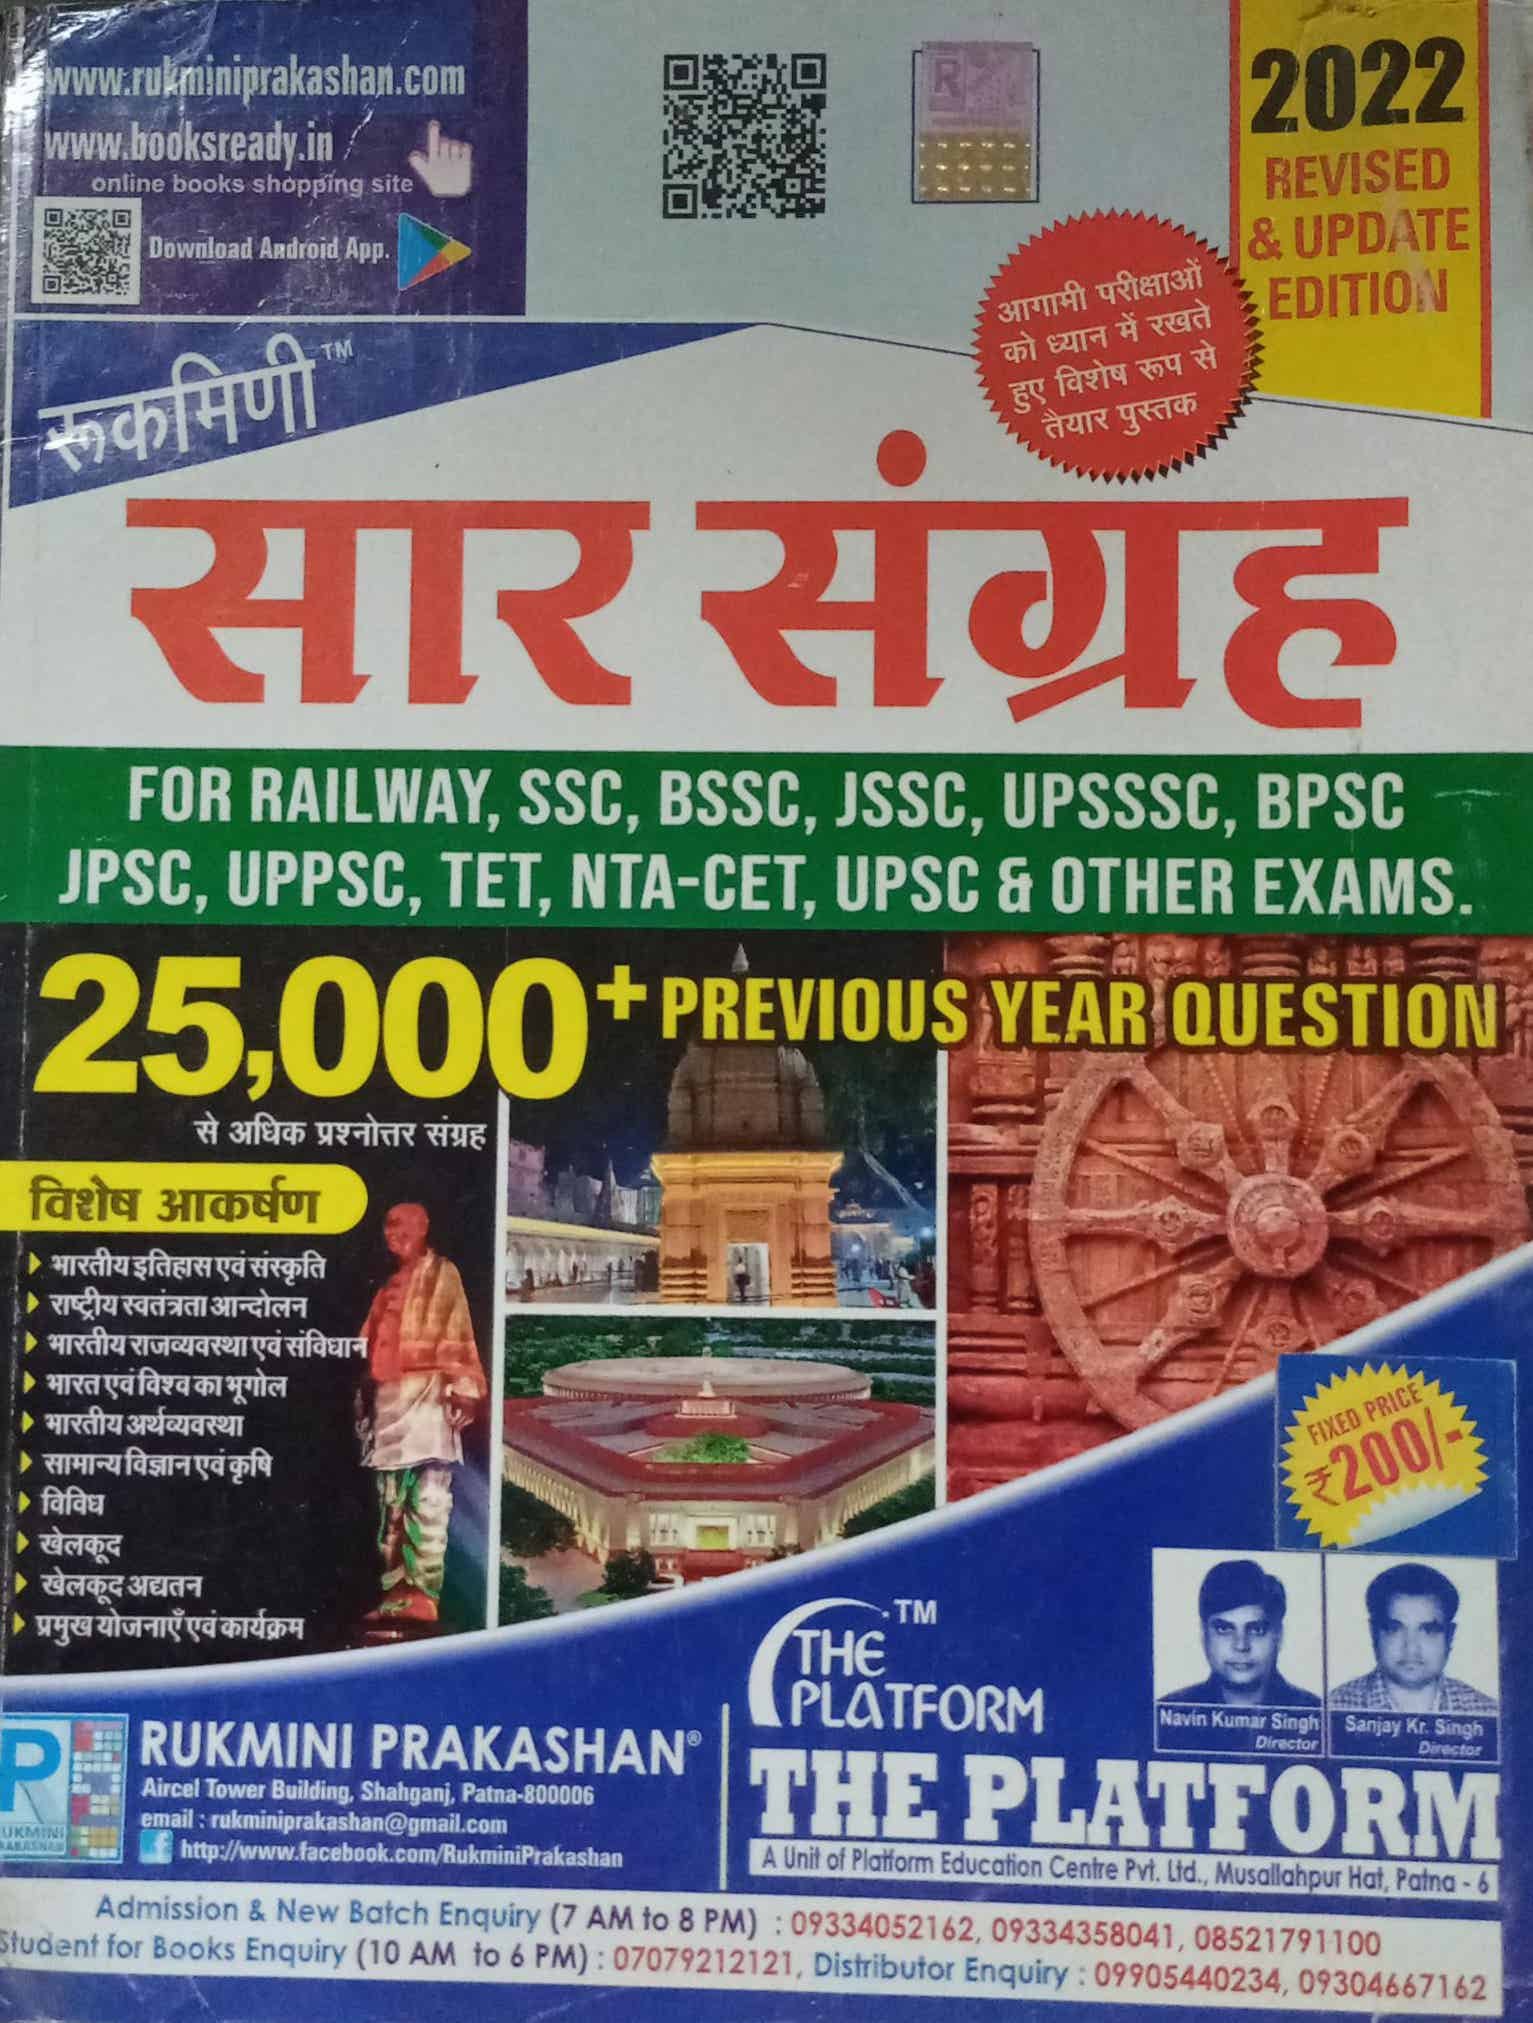 www.rukminiprakashan.com
www.booksready.in
online books shopping site
Download Android App.
2022
REVISED
& UPDATE
EDITION
आगामी परीक्षाओं
को ध्यान में रखते
हुए विशेष रूप से
तैयार पुस्तक
रूकमिणी™
सार संग्रह
FOR RAILWAY, SSC, BSSC, JSSC, UPSSSC, BPSC
JPSC, UPPSC, TET, NTA-CET, UPSC & OTHER EXAMS.
25,000+ PREVIOUS YEAR QUESTION
से अधिक प्रश्नोत्तर संग्रह
विशेष आकर्षण
भारतीय इतिहास एवं संस्कृति
राष्ट्रीय स्वतंत्रता आन्दोलन
भारतीय राजव्यवस्था एवं संविधान
भारत एवं विश्व का भूगोल
भारतीय अर्थव्यवस्था
सामान्य विज्ञान एवं कृषि
विविध
खेलकूद
खेलकूद अद्यतन
प्रमुख योजनाएँ एवं कार्यक्रम
FIXED PRICE
₹200/-
THE TM
PLATFORM
Navin Kumar Singh
Director
Sanjay Kr. Singh
Director
RUKMINI PRAKASHAN®
Aircel Tower Building, Shahganj, Patna-800006
email : rukminiprakashan@gmail.com
http://www.facebook.com/RukminiPrakashan
THE PLATFORM
A Unit of Platform Education Centre Pvt. Ltd., Musallahpur Hat, Patna - 6
Admission & New Batch Enquiry (7 AM to 8 PM) : 09334052162, 09334358041, 08521791100
Student for Books Enquiry (10 AM to 6 PM) : 07079212121, Distributor Enquiry : 09905440234, 09304667162